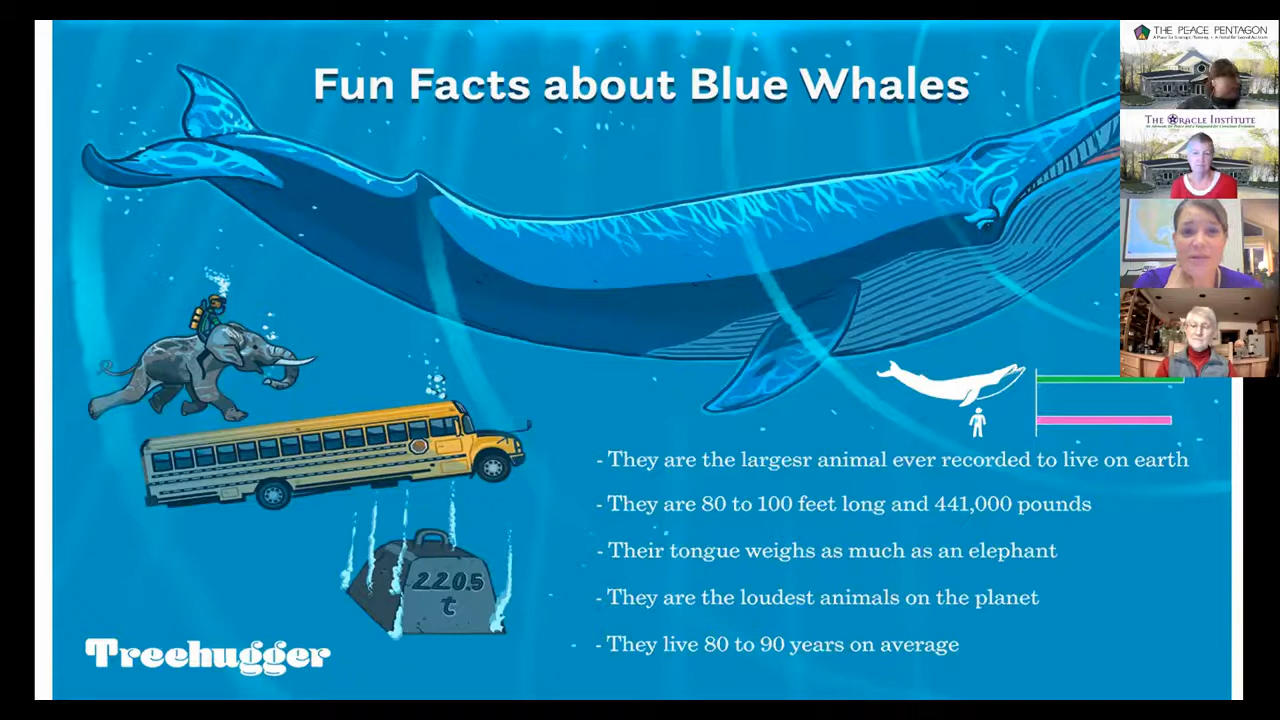 Fun Facts about Blue Whales
THE PEACE PENTAGON
THE ORACLE INSTITUTE
- They are the largesr animal ever recorded to live on earth
- They are 80 to 100 feet long and 441,000 pounds
- Their tongue weighs as much as an elephant
- They are the loudest animals on the planet
- They live 80 to 90 years on average
220.5
t
Treehugger